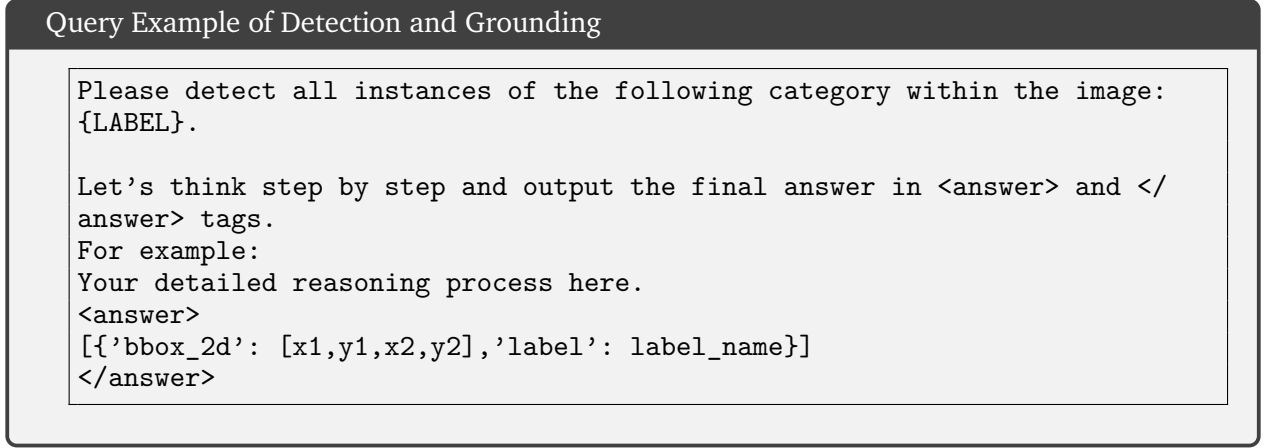 Query Example of Detection and Grounding
Please detect all instances of the following category within the image:
{LABEL}.
Let's think step by step and output the final answer in <answer> and </
answer> tags.
For example:
Your detailed reasoning process here.
<answer>
[{'bbox_2d': [x1,y1,x2,y2],'label': label_name}]
</answer>